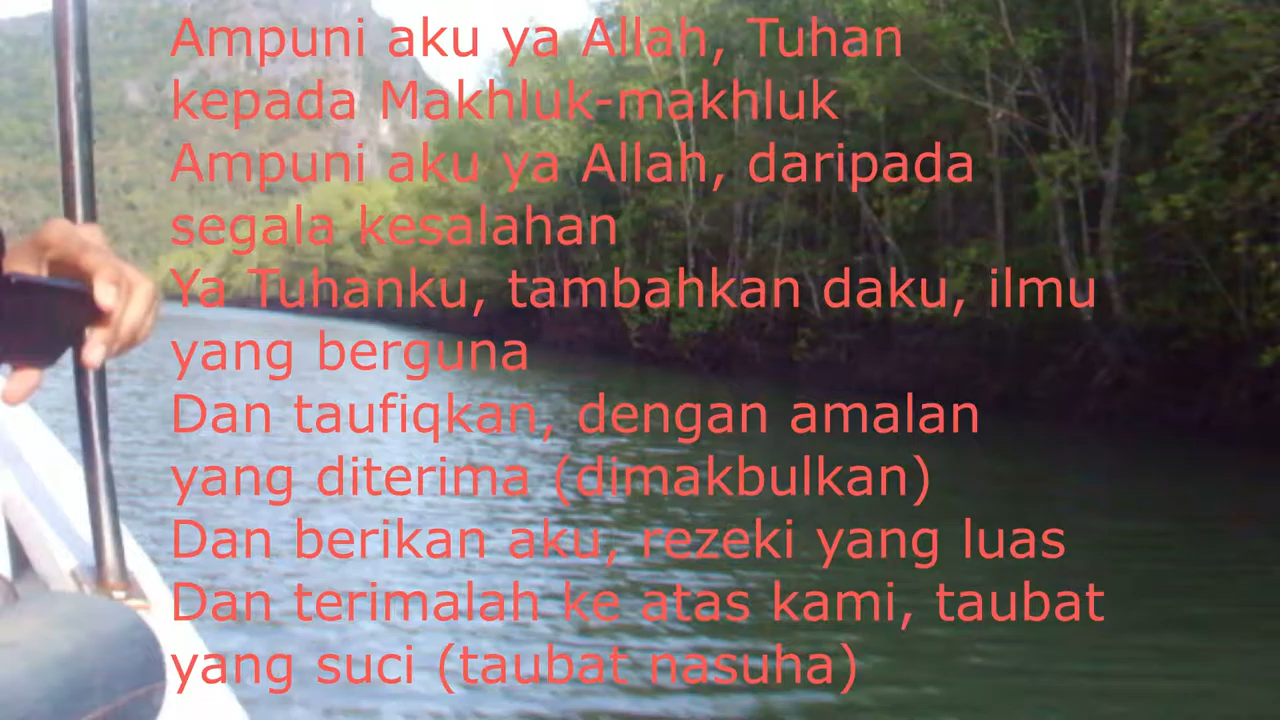 Ampuni aku ya Allah, Tuhan
kepada Makhluk-makhluk
Ampuni aku ya Allah, daripada
segala kesalahan
Ya Tuhanku, tambahkan daku, ilmu
yang berguna
Dan taufiqkan, dengan amalan
yang diterima (dimakbulkan)
Dan berikan aku, rezeki yang luas
Dan terimalah ke atas kami, taubat
yang suci (taubat nasuha)